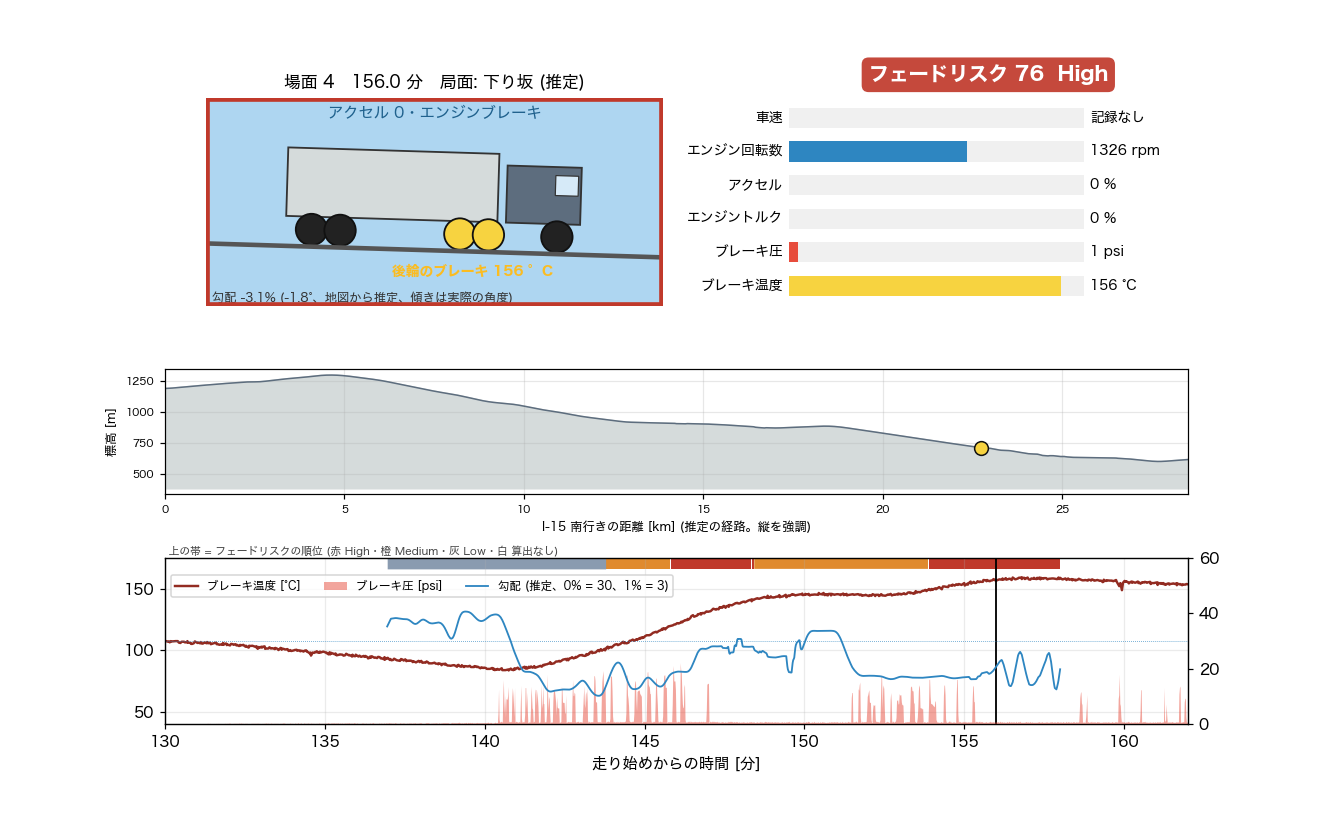 場面 4　156.0 分　局面: 下り坂 (推定)
フェードリスク 76  High
アクセル 0・エンジンブレーキ
後輪のブレーキ 156 °C
勾配 -3.1% (-1.8°、地図から推定、傾きは実際の角度)
車速 記録なし
エンジン回転数 1326 rpm
アクセル 0 %
エンジントルク 0 %
ブレーキ圧 1 psi
ブレーキ温度 156 °C
標高 [m]
1250
1000
750
500
0 5 10 15 20 25
I-15 南行きの距離 [km] (推定の経路。縦を強調)
上の帯 = フェードリスクの順位 (赤 High・橙 Medium・灰 Low・白 算出なし)
ブレーキ温度 [°C] ブレーキ圧 [psi] 勾配 (推定、0% = 30、1% = 3)
150
100
50
60
40
20
0
130 135 140 145 150 155 160
走り始めからの時間 [分]